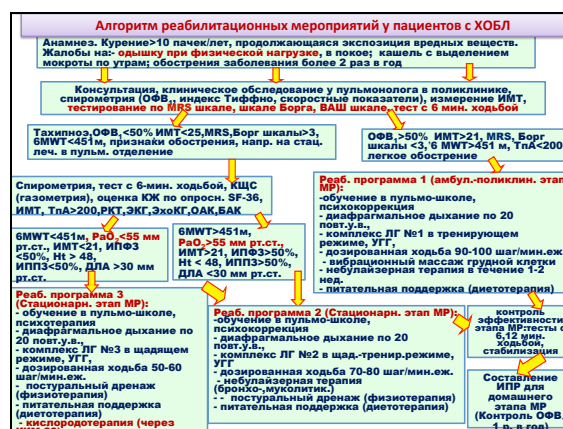 Алгоритм реабилитационных мероприятий у пациентов с ХОБЛ
Анамнез. Курение>10 пачек/лет, продолжающаяся экспозиция вредных веществ.
Жалобы на:- одышку при физической нагрузке, в покое; кашель с выделением
мокроты по утрам; обострения заболевания более 2 раз в год
Консультация, клиническое обследование у пульмонолога в поликлинике,
спирометрия (ОФВ,, индекс Тиффно, скоростные показатели), измерение ИМТ,
тестирование по MRS шкале, шкале Борга, ВАШ шкале, тест с 6 мин. ходьбой
Тахипноэ,ОФВ,<50% ИМТ<25,MRS,Борг шкалы>3,
6MWT<451м, признаки обострения, напр. на стац.
леч. в пульм. отделение
ОФВ,>50% ИМТ>21, MRS, Борг
шкалы <3,'6 MWT>451 м, ТпА<200
легкое обострение
Спирометрия, тест с 6-мин. ходьбой, КЩС
(газометрия), оценка КЖ по опросн. SF-36,
ИМТ, ТпА>200,РКТ,ЭКГ,ЭхоКГ,ОАК,БАК
6MWT<451м, PaO₂<55 мм
рт.ст., ИМТ<21, ИПФ3
<50%, Ht > 48,
ИПП3<50%, ДЛА >30 мм
рт.ст.
6MWT>451м,
PaO₂>55 мм рт.ст.,
ИМТ>21, ИПФ3>50%,
Ht < 48, ИПП3>50%,
ДЛА <30 мм рт.ст.
Реаб. программа 1 (амбул.-поликлин. этап
МР):
-обучение в пульмо-школе,
психокоррекция
- диафрагмальное дыхание по 20
повт.у.в.,
- комплекс ЛГ №1 в тренирующем
режиме, УГГ,
- дозированная ходьба 90-100 шаг/мин.еж.
- вибрационный массаж грудной клетки
- небулайзерная терапия в течение 1-2
нед.
- питательная поддержка (диетотерапия)
Реаб. программа 3
(Стационарн. этап МР):
- обучение в пульмо-школе,
психотерапия
- диафрагмальное дыхание по
20 повт.у.в.,
- комплекс ЛГ №3 в щадящем
режиме, УГГ,
- дозированная ходьба 50-60
шаг/мин.еж.
- постуральный дренаж
(физиотерапия)
- питательная поддержка
(диетотерапия)
- кислородотерапия (через
Реаб. программа 2 (Стационарн. этап МР):
- обучение в пульмо-школе,
психокоррекция
- диафрагмальное дыхание по 20
повт.у.в.,
- комплекс ЛГ №2 в щад.-тренир.режиме,
УГГ
- дозированная ходьба 70-80 шаг/мин.еж.
- небулайзерная терапия
(бронхо-,муколитик.)
- - постуральный дренаж (физиотерапия)
- питательная поддержка (диетотерапия)
контроль
эффективности
этапа МР:тесты с
6,12 мин.
ходьбой,
стабилизация
Составление
ИПР для
домашнего
этапа МР
(Контроль ОФВ,
1 р. в год)